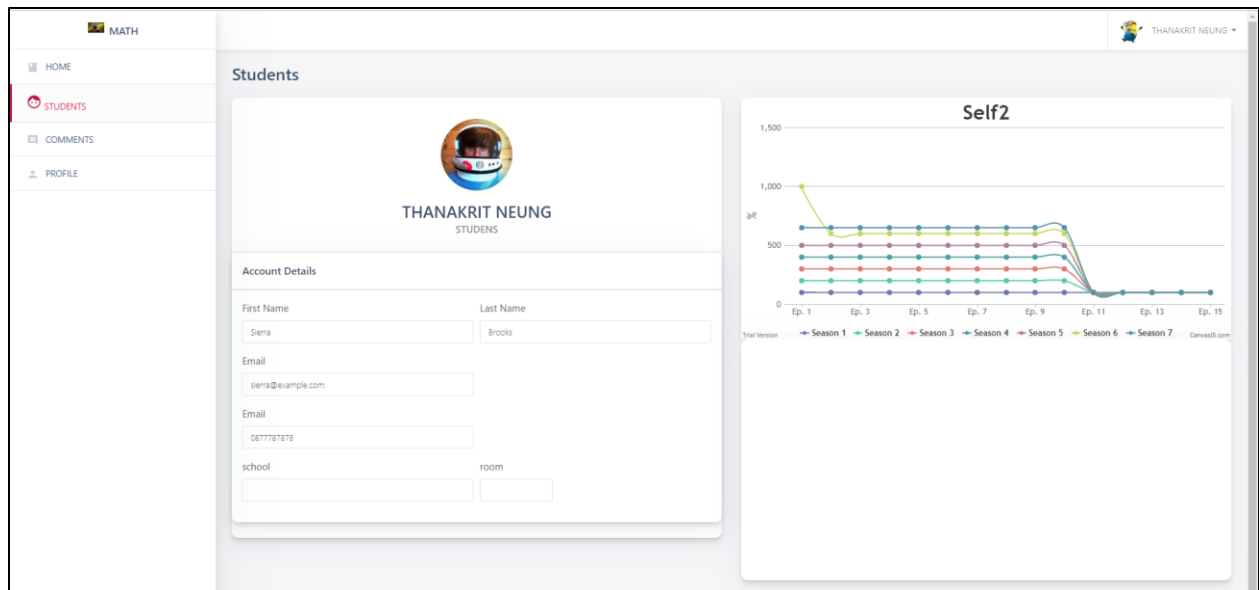 MATH
THANAKRIT NEUNG
HOME
STUDENTS
COMMENTS
PROFILE
Students
THANAKRIT NEUNG
STUDENS
Account Details
First Name
Last Name
Sierra
Brooks
Email
sierra@example.com
Email
0877787878
school
room
Self2
%
1,500
1,000
500
0
Ep. 1 Ep. 3 Ep. 5 Ep. 7 Ep. 9 Ep. 11 Ep. 13 Ep. 15
Trial Version
Season 1 Season 2 Season 3 Season 4 Season 5 Season 6 Season 7
CanvasJS.com